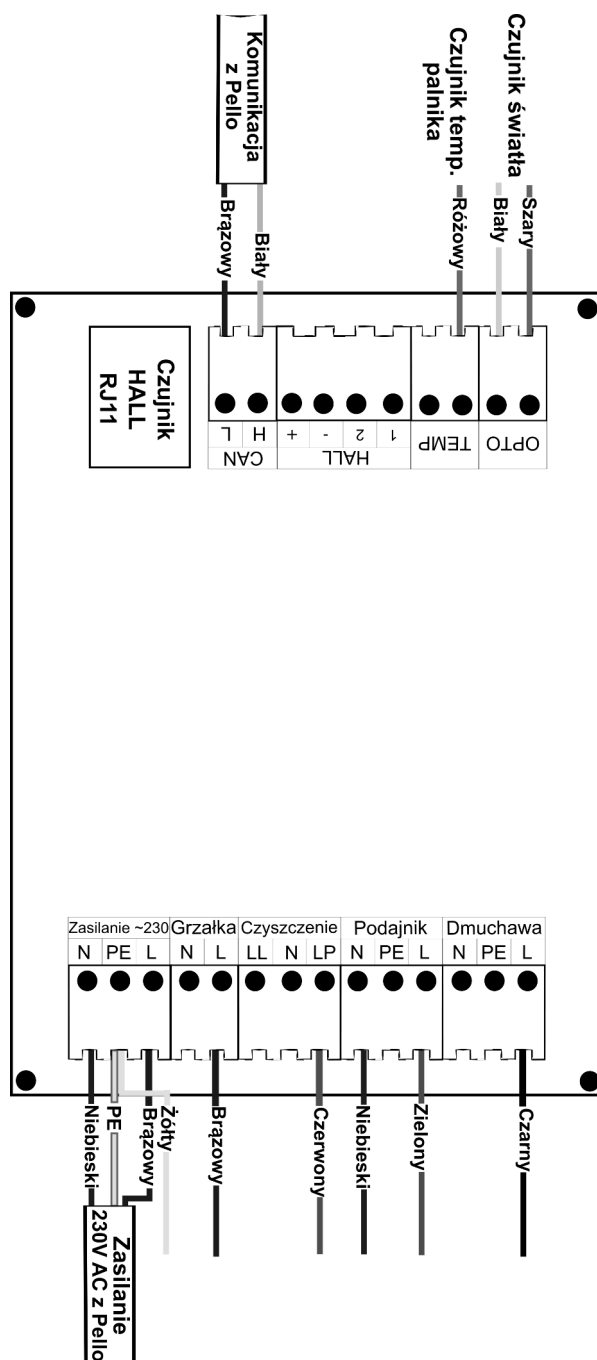 Komunikacja
z Pello
Czujnik temp.
palnika
Czujnik światła
Brązowy
Biały
Różowy
Biały
Szary
Czujnik
HALL
RJ11
L
H
+
-
2
1
CAN
HALL
TEMP
OPTO
Zasilanie ~230
Grzałka
Czyszczenie
Podajnik
Dmuchawa
N
PE
L
N
L
LL
N
LP
N
PE
L
N
PE
L
Niebieski
PE
Brązowy
Żółty
Brązowy
Czerwony
Niebieski
Zielony
Czarny
Zasilanie
230V AC z Pello